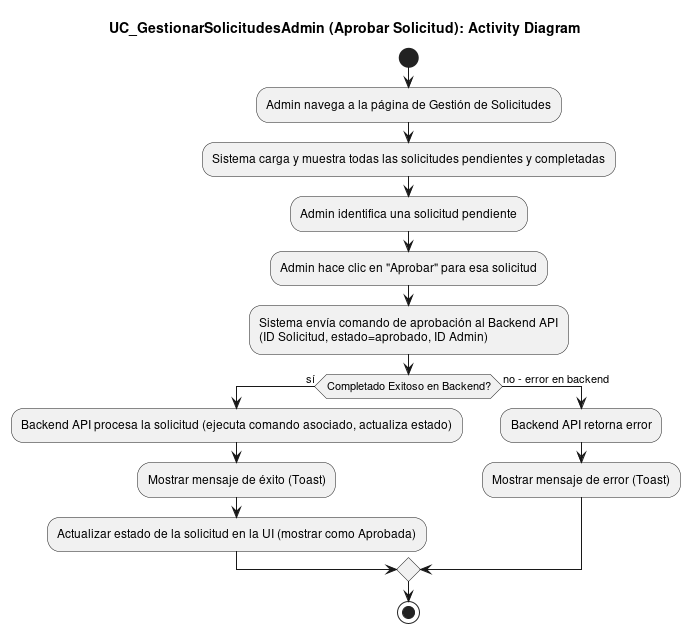 UC_GestionarSolicitudesAdmin (Aprobar Solicitud): Activity Diagram
Admin navega a la página de Gestión de Solicitudes
Sistema carga y muestra todas las solicitudes pendientes y completadas
Admin identifica una solicitud pendiente
Admin hace clic en "Aprobar" para esa solicitud
Sistema envía comando de aprobación al Backend API
(ID Solicitud, estado=aprobado, ID Admin)
sí
Completado Exitoso en Backend?
no - error en backend
Backend API procesa la solicitud (ejecuta comando asociado, actualiza estado)
Backend API retorna error
Mostrar mensaje de éxito (Toast)
Mostrar mensaje de error (Toast)
Actualizar estado de la solicitud en la UI (mostrar como Aprobada)